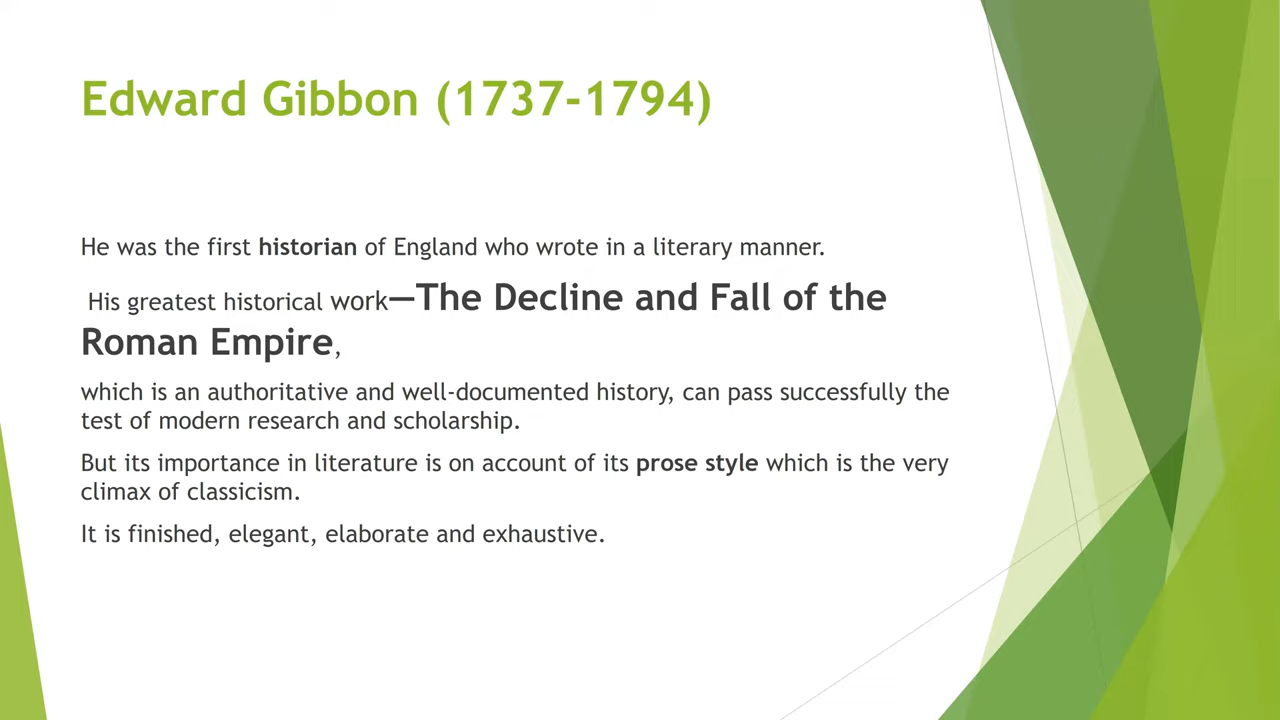 Edward Gibbon (1737-1794)
He was the first historian of England who wrote in a literary manner.
His greatest historical work—The Decline and Fall of the
Roman Empire,
which is an authoritative and well-documented history, can pass successfully the
test of modern research and scholarship.
But its importance in literature is on account of its prose style which is the very
climax of classicism.
It is finished, elegant, elaborate and exhaustive.